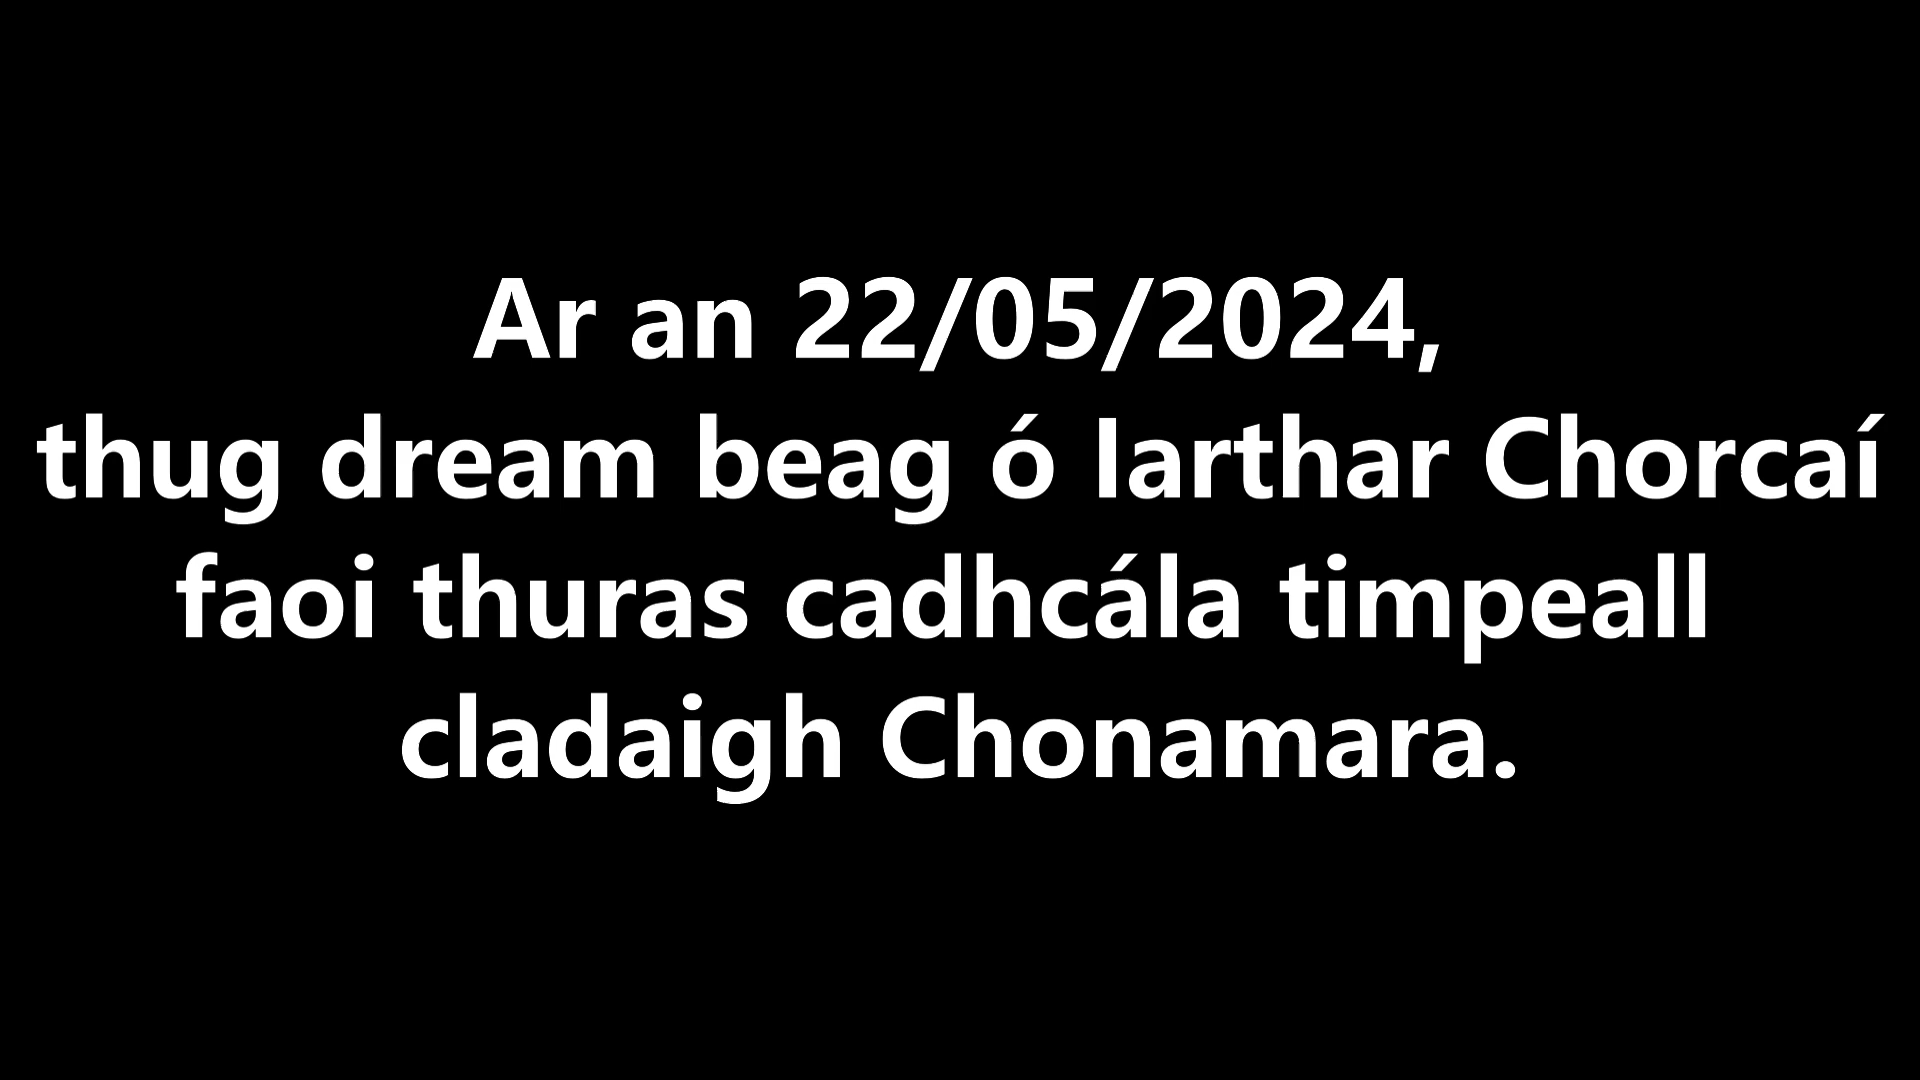 Ar an 22/05/2024,
thug dream beag ó Iarthar Chorcaí
faoi thuras cadhcála timpeall
cladaigh Chonamara.